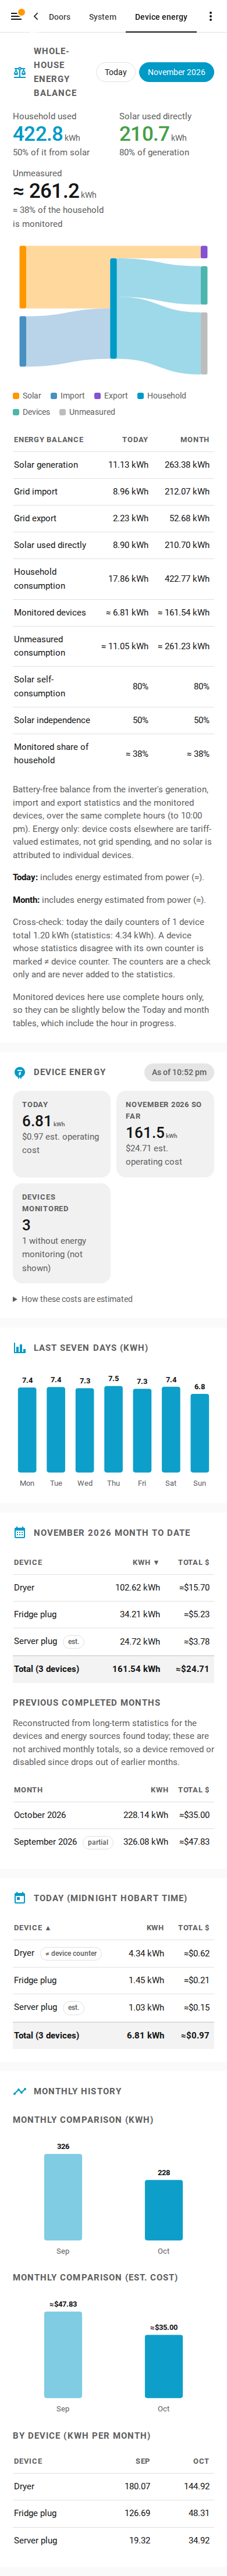 Doors System Device energy
WHOLE-HOUSE ENERGY BALANCE
Today November 2026
Household used
422.8 kWh
50% of it from solar
Solar used directly
210.7 kWh
80% of generation
Unmeasured
≈ 261.2 kWh
≈ 38% of the household
is monitored
Solar Import Export Household
Devices Unmeasured
ENERGY BALANCE TODAY MONTH
Solar generation 11.13 kWh 263.38 kWh
Grid import 8.96 kWh 212.07 kWh
Grid export 2.23 kWh 52.68 kWh
Solar used directly 8.90 kWh 210.70 kWh
Household consumption 17.86 kWh 422.77 kWh
Monitored devices ≈ 6.81 kWh ≈ 161.54 kWh
Unmeasured consumption ≈ 11.05 kWh ≈ 261.23 kWh
Solar self-consumption 80% 80%
Solar independence 50% 50%
Monitored share of household ≈ 38% ≈ 38%
Battery-free balance from the inverter's generation,
import and export statistics and the monitored
devices, over the same complete hours (to 10:00
pm). Energy only: device costs elsewhere are tariff-
valued estimates, not grid spending, and no solar is
attributed to individual devices.
Today: includes energy estimated from power (≈).
Month: includes energy estimated from power (≈).
Cross-check: today the daily counters of 1 device
total 1.20 kWh (statistics: 4.34 kWh). A device
whose statistics disagree with its own counter is
marked ≠ device counter. The counters are a check
only and are never added to the statistics.
Monitored devices here use complete hours only,
so they can be slightly below the Today and month
tables, which include the hour in progress.
DEVICE ENERGY As of 10:52 pm
TODAY
6.81 kWh
$0.97 est. operating
cost
NOVEMBER 2026 SO
FAR
161.5 kWh
$24.71 est.
operating cost
DEVICES
MONITORED
3
1 without energy
monitoring (not
shown)
▶ How these costs are estimated
LAST SEVEN DAYS (KWH)
7.4 7.4 7.3 7.5 7.3 7.4 6.8
Mon Tue Wed Thu Fri Sat Sun
NOVEMBER 2026 MONTH TO DATE
DEVICE KWH ▼ TOTAL $
Dryer 102.62 kWh ≈$15.70
Fridge plug 34.21 kWh ≈$5.23
Server plug est. 24.72 kWh ≈$3.78
Total (3 devices) 161.54 kWh ≈$24.71
PREVIOUS COMPLETED MONTHS
Reconstructed from long-term statistics for the
devices and energy sources found today; these are
not archived monthly totals, so a device removed or
disabled since drops out of earlier months.
MONTH KWH TOTAL $
October 2026 228.14 kWh ≈$35.00
September 2026 partial 326.08 kWh ≈$47.83
TODAY (MIDNIGHT HOBART TIME)
DEVICE ▲ KWH TOTAL $
Dryer ≠ device counter 4.34 kWh ≈$0.62
Fridge plug 1.45 kWh ≈$0.21
Server plug est. 1.03 kWh ≈$0.15
Total (3 devices) 6.81 kWh ≈$0.97
MONTHLY HISTORY
MONTHLY COMPARISON (KWH)
326 228
Sep Oct
MONTHLY COMPARISON (EST. COST)
≈$47.83 ≈$35.00
Sep Oct
BY DEVICE (KWH PER MONTH)
DEVICE SEP OCT
Dryer 180.07 144.92
Fridge plug 126.69 48.31
Server plug 19.32 34.92